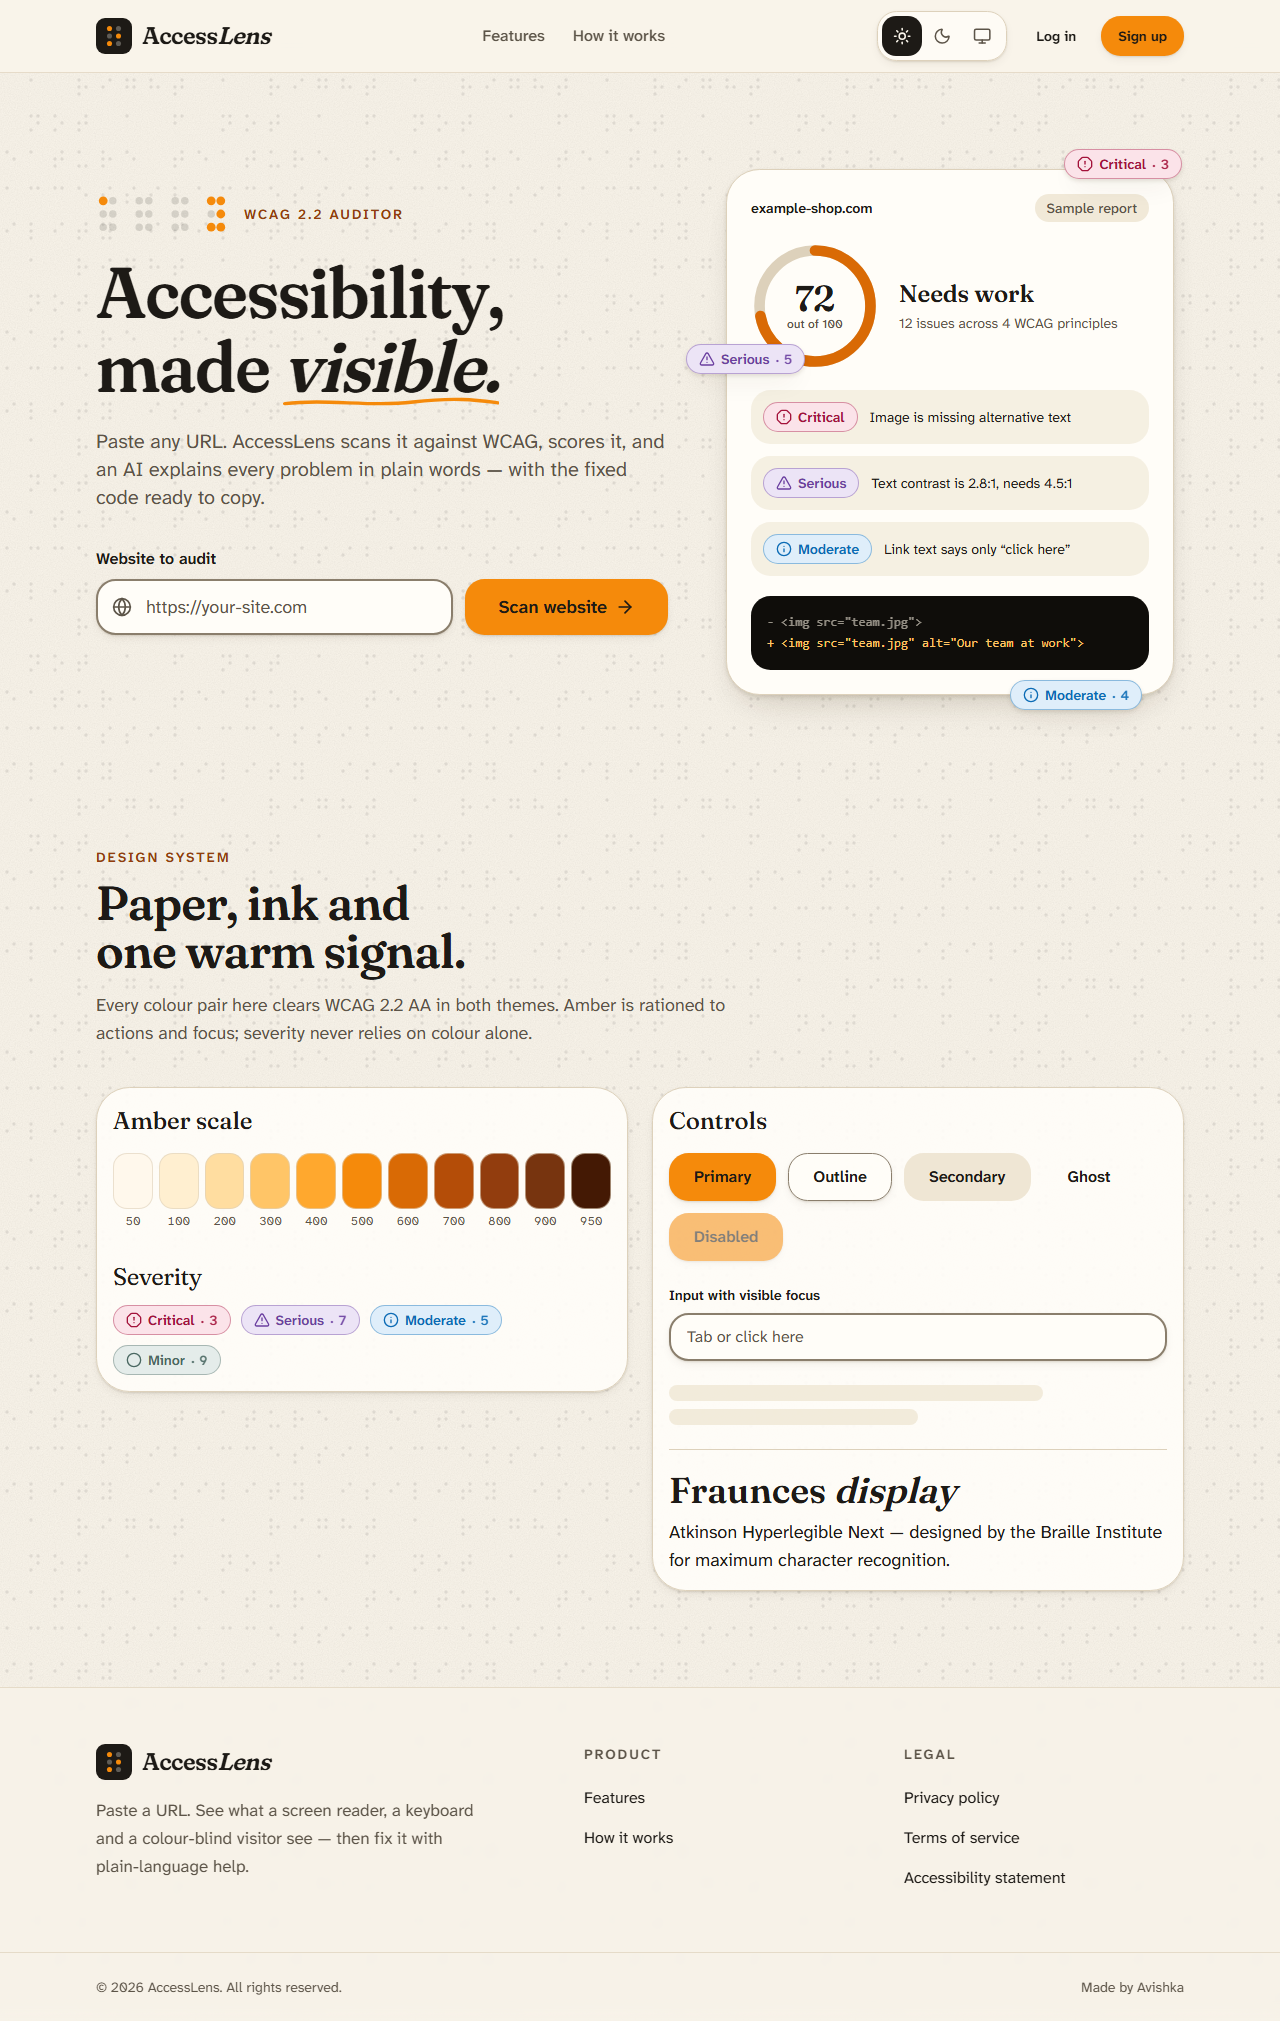 AccessLens
Features
How it works
Log in
Sign up
WCAG 2.2 AUDITOR
Accessibility,
made visible.
Paste any URL. AccessLens scans it against WCAG, scores it, and
an AI explains every problem in plain words — with the fixed
code ready to copy.
Website to audit
https://your-site.com
Scan website
Critical · 3
example-shop.com
Sample report
72
out of 100
Needs work
12 issues across 4 WCAG principles
Serious · 5
Critical
Image is missing alternative text
Serious
Text contrast is 2.8:1, needs 4.5:1
Moderate
Link text says only “click here”
- <img src="team.jpg">
+ <img src="team.jpg" alt="Our team at work">
Moderate · 4
DESIGN SYSTEM
Paper, ink and
one warm signal.
Every colour pair here clears WCAG 2.2 AA in both themes. Amber is rationed to
actions and focus; severity never relies on colour alone.
Amber scale
50 100 200 300 400 500 600 700 800 900 950
Severity
Critical · 3
Serious · 7
Moderate · 5
Minor · 9
Controls
Primary
Outline
Secondary
Ghost
Disabled
Input with visible focus
Tab or click here
Fraunces display
Atkinson Hyperlegible Next — designed by the Braille Institute
for maximum character recognition.
AccessLens
Paste a URL. See what a screen reader, a keyboard
and a colour-blind visitor see — then fix it with
plain-language help.
PRODUCT
Features
How it works
LEGAL
Privacy policy
Terms of service
Accessibility statement
© 2026 AccessLens. All rights reserved.
Made by Avishka